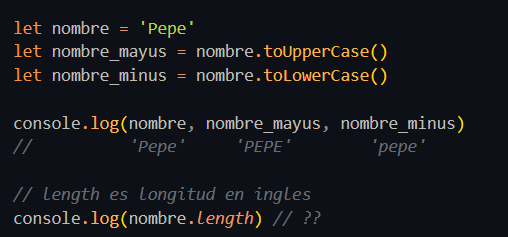 let nombre = 'Pepe'
let nombre_mayus = nombre.toUpperCase()
let nombre_minus = nombre.toLowerCase()
console.log(nombre, nombre_mayus, nombre_minus)
//          'Pepe'     'PEPE'        'pepe'
// length es longitud en ingles
console.log(nombre.length) // ??